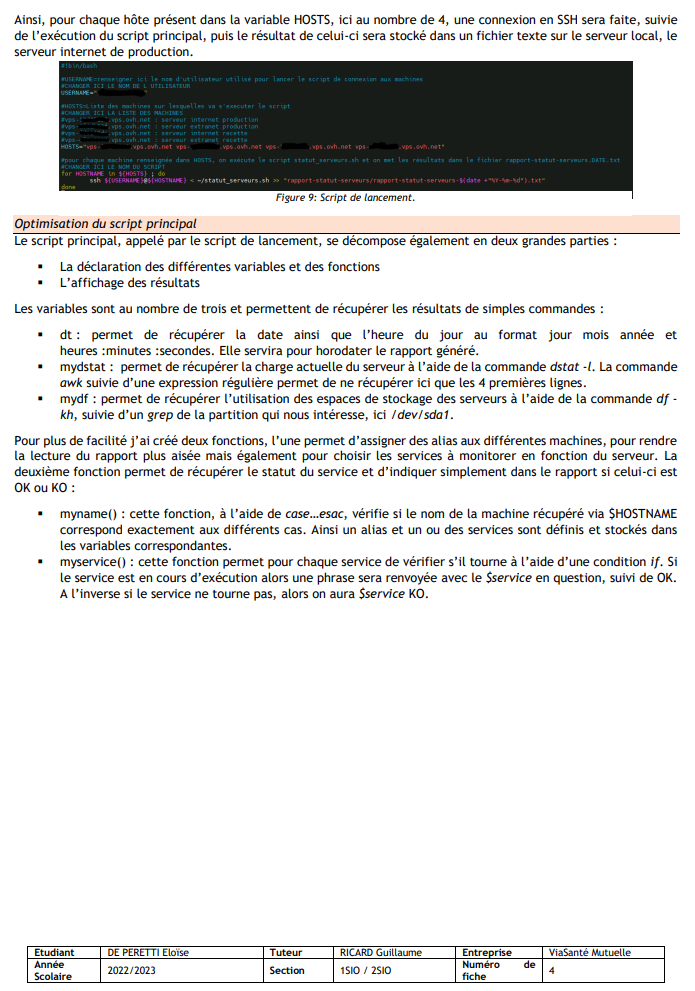 Ainsi, pour chaque hôte présent dans la variable HOSTS, ici au nombre de 4, une connexion en SSH sera faite, suivie
de l'exécution du script principal, puis le résultat de celui-ci sera stocké dans un fichier texte sur le serveur local, le
serveur internet de production.
#!bin/bash
#USERNAME=renseigner ici le nom d'utilisateur utilisé pour lancer le script de connexion aux machines
#CHANGER ICI LE NOM DE L UTILISATEUR
USERNAME="
#HOSTS=Liste des machines sur lesquelles va s'executer le script
#CHANGER ICI LA LISTE DES MACHINES
#vps- .vps.ovh.net : serveur internet production
#vps- .vps.ovh.net : serveur extranet production
#vps- .vps.ovh.net : serveur internet recette
#vps- .vps.ovh.net : serveur extranet recette
HOSTS="vps- .vps.ovh.net vps- .vps.ovh.net vps- .vps.ovh.net vps- .vps.ovh.net"
#pour chaque machine renseignée dans HOSTS, on exécute le script statut_serveurs.sh et on met les résultats dans le fichier rapport-statut-serveurs.DATE.txt
#CHANGER ICI LE NOM DU SCRIPT
for HOSTNAME in ${HOSTS} ; do
ssh ${USERNAME}@${HOSTNAME} < ~/statut_serveurs.sh >> "rapport-statut-serveurs/rapport-statut-serveurs-$(date +"%Y-%m-%d").txt"
done
Figure 9: Script de lancement.
Optimisation du script principal
Le script principal, appelé par le script de lancement, se décompose également en deux grandes parties :
▪ La déclaration des différentes variables et des fonctions
▪ L'affichage des résultats
Les variables sont au nombre de trois et permettent de récupérer les résultats de simples commandes :
▪ dt : permet de récupérer la date ainsi que l'heure du jour au format jour mois année et
heures :minutes :secondes. Elle servira pour horodater le rapport généré.
▪ mydstat : permet de récupérer la charge actuelle du serveur à l'aide de la commande dstat -l. La commande
awk suivie d'une expression régulière permet de ne récupérer ici que les 4 premières lignes.
▪ mydf : permet de récupérer l'utilisation des espaces de stockage des serveurs à l'aide de la commande df -
kh, suivie d'un grep de la partition qui nous intéresse, ici /dev/sda1.
Pour plus de facilité j'ai créé deux fonctions, l'une permet d'assigner des alias aux différentes machines, pour rendre
la lecture du rapport plus aisée mais également pour choisir les services à monitorer en fonction du serveur. La
deuxième fonction permet de récupérer le statut du service et d'indiquer simplement dans le rapport si celui-ci est
OK ou KO :
▪ myname() : cette fonction, à l'aide de case…esac, vérifie si le nom de la machine récupéré via $HOSTNAME
correspond exactement aux différents cas. Ainsi un alias et un ou des services sont définis et stockés dans
les variables correspondantes.
▪ myservice() : cette fonction permet pour chaque service de vérifier s'il tourne à l'aide d'une condition if. Si
le service est en cours d'exécution alors une phrase sera renvoyée avec le $service en question, suivi de OK.
A l'inverse si le service ne tourne pas, alors on aura $service KO.
Etudiant DE PERETTI Eloïse Tuteur RICARD Guillaume Entreprise ViaSanté Mutuelle
Année Scolaire 2022/2023 Section 1SIO / 2SIO Numéro de fiche 4